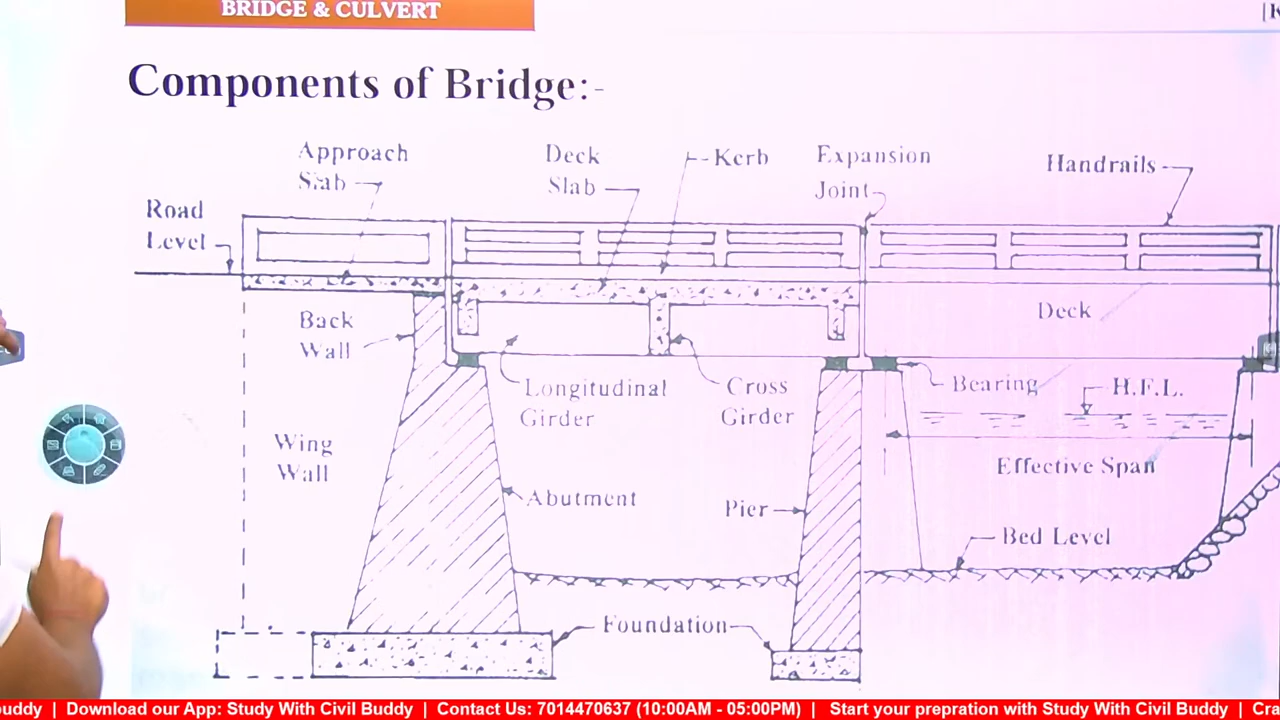 BRIDGE & CULVERT
Components of Bridge:-
Approach
Slab
Deck
Slab
Kerb
Expansion
Joint
Handrails
Road
Level
Back
Wall
Deck
Longitudinal
Girder
Cross
Girder
Bearing
H.F.L.
Wing
Wall
Effective Span
Abutment
Pier
Bed Level
Foundation
buddy | Download our App: Study With Civil Buddy | Contact Us: 7014470637 (10:00AM - 05:00PM) | Start your prepration with Study With Civil Buddy | Cra